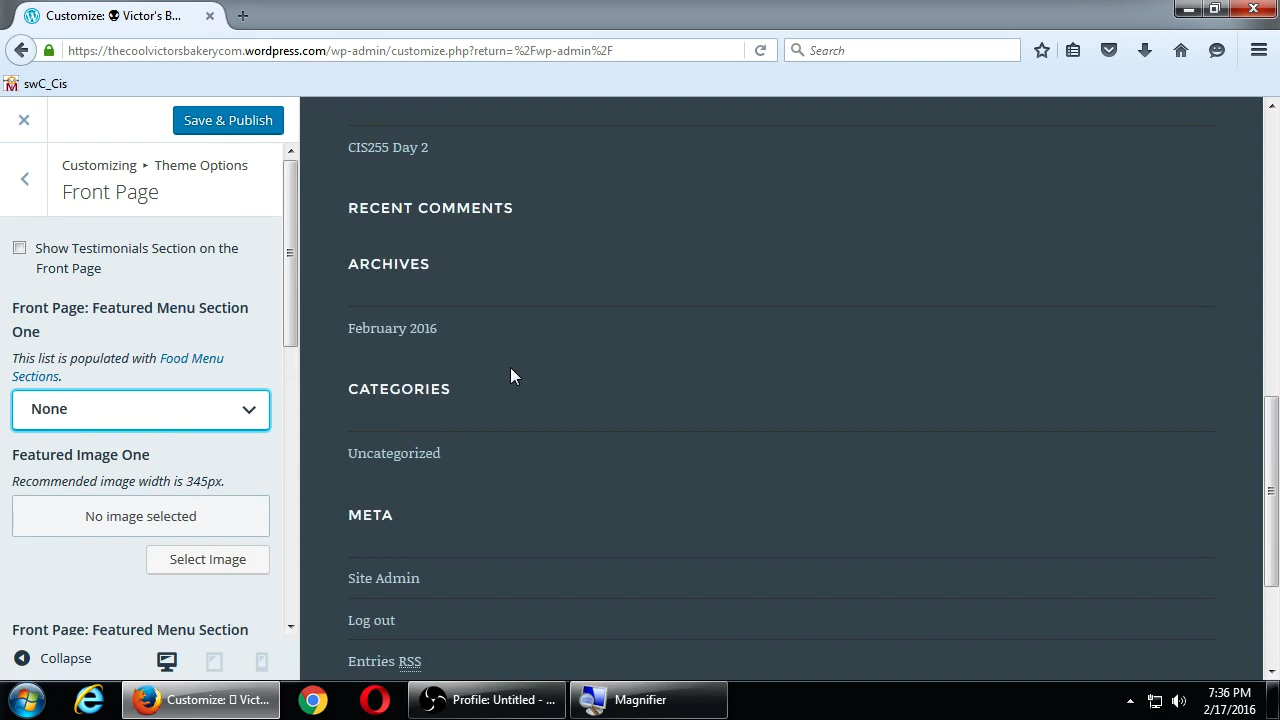 Customize: 💀 Victor's B...
https://thecoolvictorsbakerycom.wordpress.com/wp-admin/customize.php?return=%2Fwp-admin%2F
Search
swC_Cis
Save & Publish
Customizing ▸ Theme Options
Front Page
Show Testimonials Section on the
Front Page
Front Page: Featured Menu Section
One
This list is populated with Food Menu
Sections.
None
Featured Image One
Recommended image width is 345px.
No image selected
Select Image
Front Page: Featured Menu Section
Collapse
CIS255 Day 2
RECENT COMMENTS
ARCHIVES
February 2016
CATEGORIES
Uncategorized
META
Site Admin
Log out
Entries RSS
Customize: Vict...
Profile: Untitled - ...
Magnifier
7:36 PM
2/17/2016